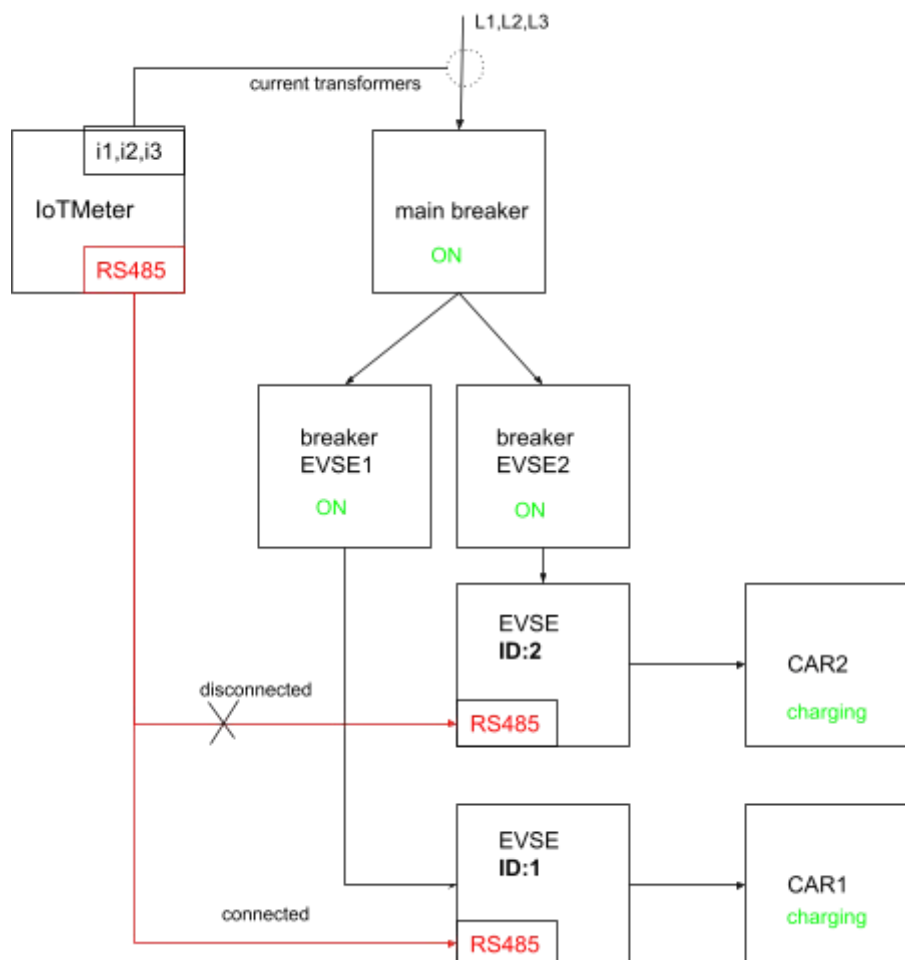 L1,L2,L3
current transformers
i1,i2,i3
IoTMeter
RS485
main breaker
ON
breaker
EVSE1
ON
breaker
EVSE2
ON
EVSE
ID:2
RS485
CAR2
charging
disconnected
EVSE
ID:1
RS485
CAR1
charging
connected